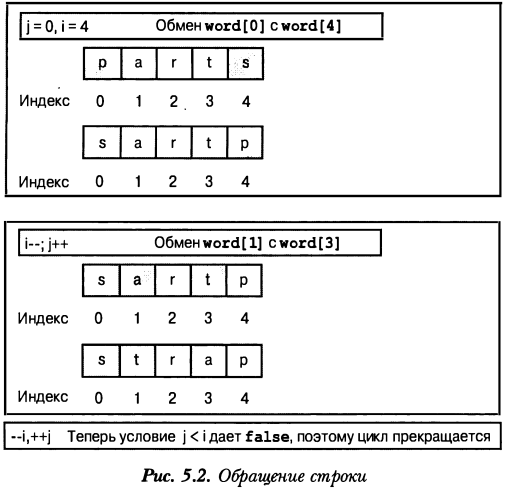 j = 0, i = 4 Обмен word[0] с word[4]
p a r t s
Индекс 0 1 2 3 4
s a r t p
Индекс 0 1 2 3 4
i--; j++ Обмен word[1] с word[3]
s a r t p
Индекс 0 1 2 3 4
s t r a p
Индекс 0 1 2 3 4
--i,++j Теперь условие j < i дает false, поэтому цикл прекращается
Рис. 5.2. Обращение строки